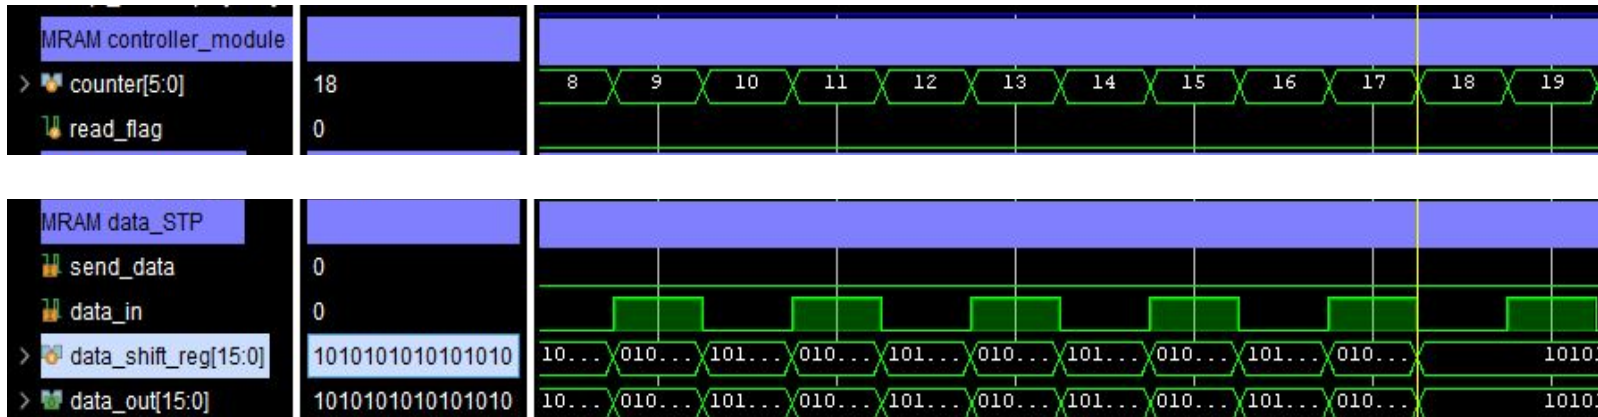 MRAM controller_module
counter[5:0] 18 8 9 10 11 12 13 14 15 16 17 18 19
read_flag 0
MRAM data_STP
send_data 0
data_in 0
data_shift_reg[15:0] 1010101010101010 10... 010... 101... 010... 101... 010... 101... 010... 101... 010... 1010
data_out[15:0] 1010101010101010 10... 010... 101... 010... 101... 010... 101... 010... 101... 010... 1010